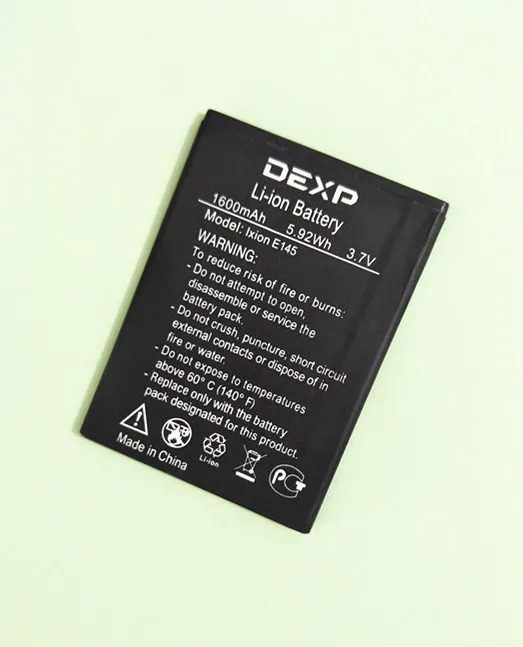 DEXP
Li-ion Battery
1600mAh 5.92Wh 3.7V
Model: Ixion E145
WARNING:
To reduce risk of fire or burns:
- Do not attempt to open,
disassemble or service the
battery pack.
- Do not crush, puncture, short circuit
external contacts or dispose of in
fire or water.
- Do not expose to temperatures
above 60° C (140° F)
- Replace only with the battery
pack designated for this product.
Li-ion
Made in China